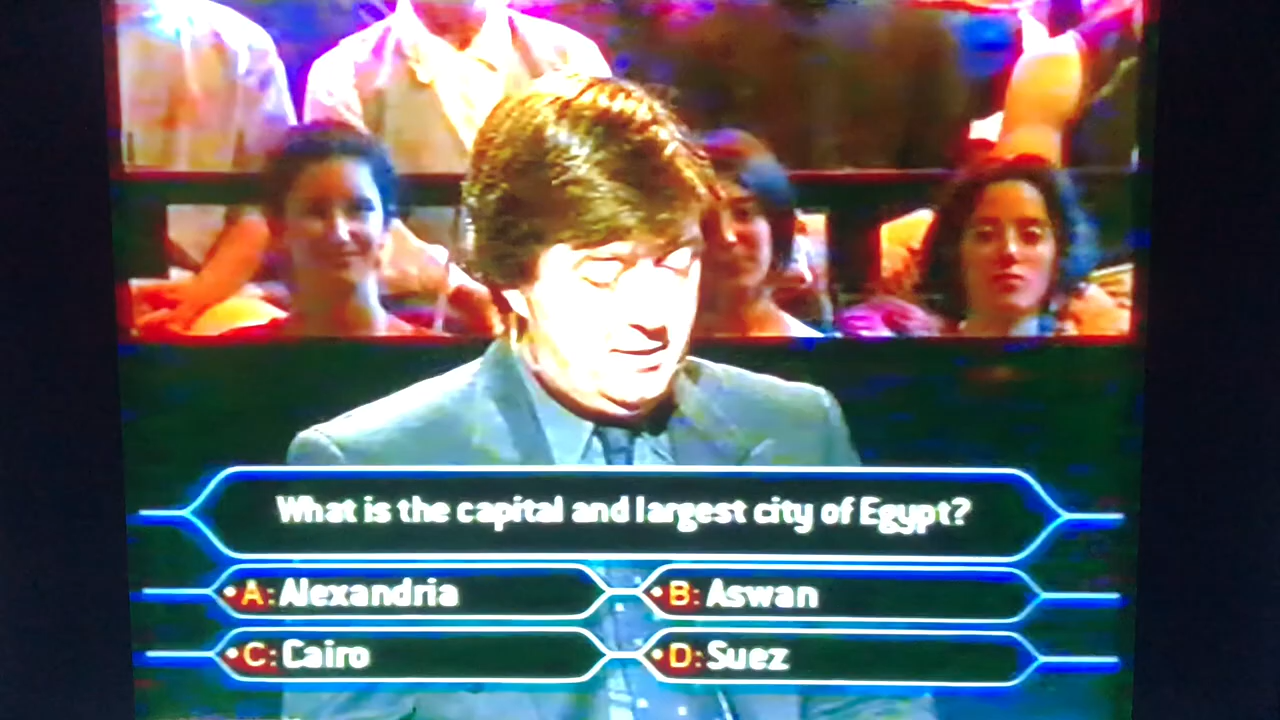 What is the capital and largest city of Egypt?
A: Alexandria
B: Aswan
C: Cairo
D: Suez